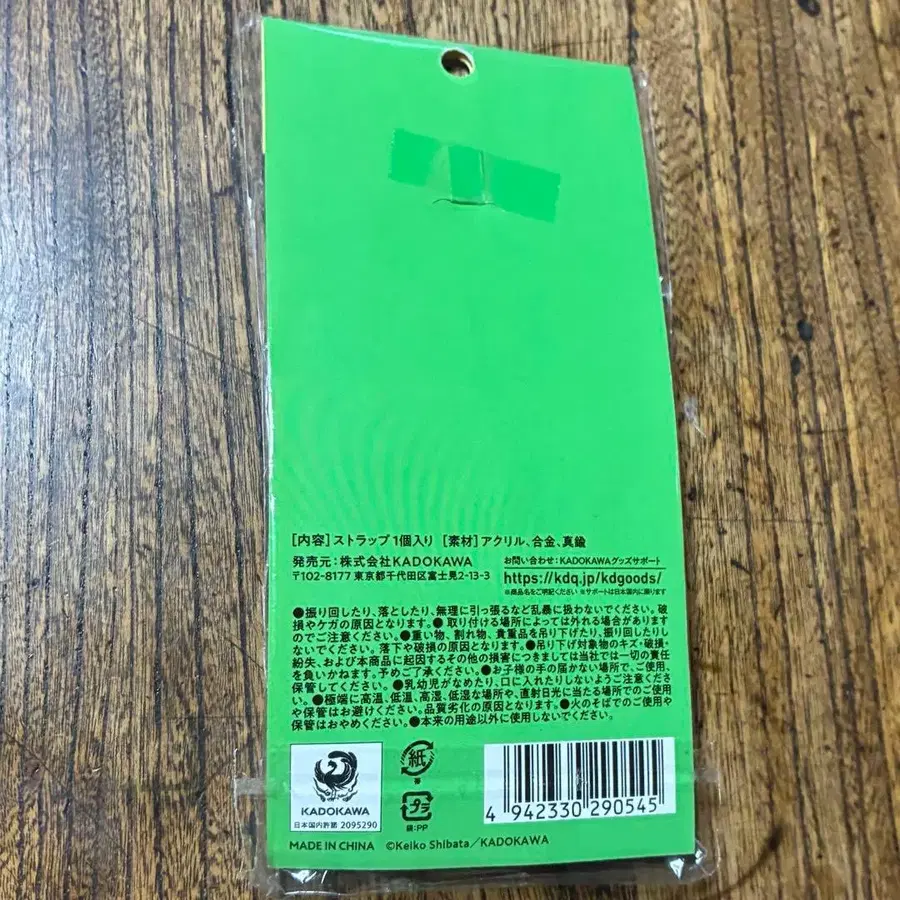 [内容] ストラップ 1個入り [素材] アクリル、合金、真鍮
発売元：株式会社KADOKAWA
〒102-8177 東京都千代田区富士見2-13-3
お問い合わせ：KADOKAWAグッズサポート
https://kdq.jp/kdgoods/
※商品名をご明記ください ※サポートは日本国内に限ります
●振り回したり、落としたり、無理に引っ張るなど乱暴に扱わないでください。破
損やケガの原因となります。● 取り付ける場所によっては外れる場合があります
のでご注意ください。●重い物、割れ物、貴重品を吊り下げたり、振り回したりし
ないでください。落下や破損の原因となります。●吊り下げ対象物のキズ・破損・
紛失、および本商品に起因するその他の損害につきましては当社では一切の責任
を負いかねます。予めご了承ください。●お子様の手の届かない場所で、ご使用、
保管してください。●乳幼児がなめたり、口に入れたりしないようご注意くださ
い。●極端に高温、低温、高湿、低湿な場所や、直射日光に当たる場所でのご使用
や保管はお避けください。品質劣化の原因となります。●火のそばでのご使用や
保管はおやめください。●本来の用途以外に使用しないでください。
KADOKAWA
日本国内許諾 2095290
紙
プラ
袋:PP
4 942330 290545
MADE IN CHINA ©Keiko Shibata／KADOKAWA